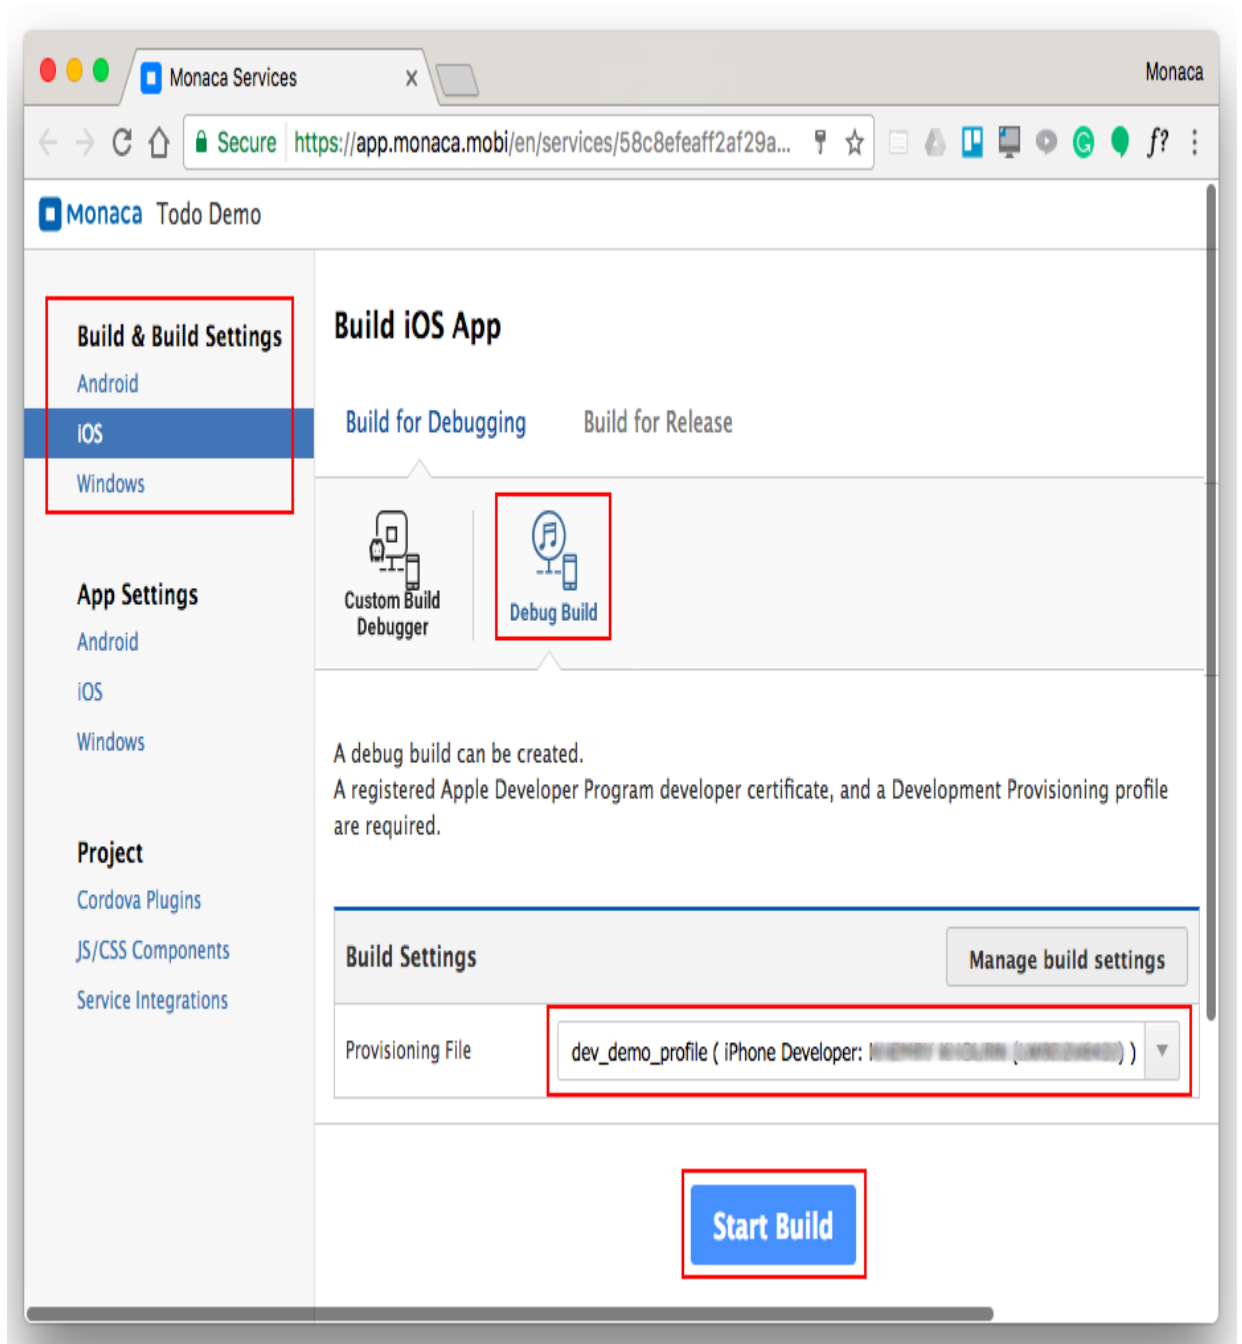 Monaca Services
Monaca
Secure https://app.monaca.mobi/en/services/58c8efeaff2af29a...
f?
Monaca Todo Demo
Build & Build Settings
Android
iOS
Windows
App Settings
Android
iOS
Windows
Project
Cordova Plugins
JS/CSS Components
Service Integrations
Build iOS App
Build for Debugging Build for Release
Custom Build
Debugger
Debug Build
A debug build can be created.
A registered Apple Developer Program developer certificate, and a Development Provisioning profile
are required.
Build Settings
Manage build settings
Provisioning File
dev_demo_profile ( iPhone Developer: ) )
Start Build